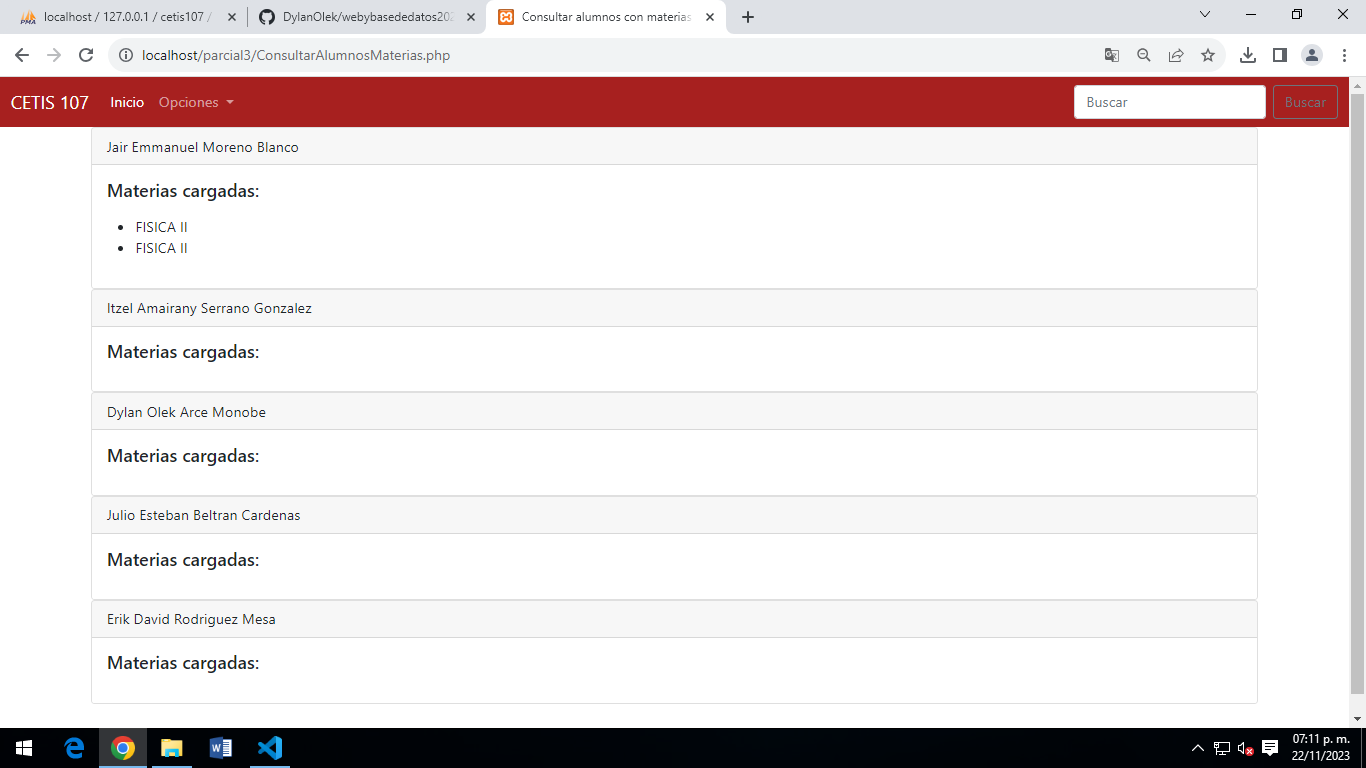 localhost / 127.0.0.1 / cetis107 /
DylanOlek/webybasededatos202
Consultar alumnos con materias
localhost/parcial3/ConsultarAlumnosMaterias.php
CETIS 107 Inicio Opciones Buscar Buscar
Jair Emmanuel Moreno Blanco
Materias cargadas:
• FISICA II
• FISICA II
Itzel Amairany Serrano Gonzalez
Materias cargadas:
Dylan Olek Arce Monobe
Materias cargadas:
Julio Esteban Beltran Cardenas
Materias cargadas:
Erik David Rodriguez Mesa
Materias cargadas:
07:11 p. m.
22/11/2023